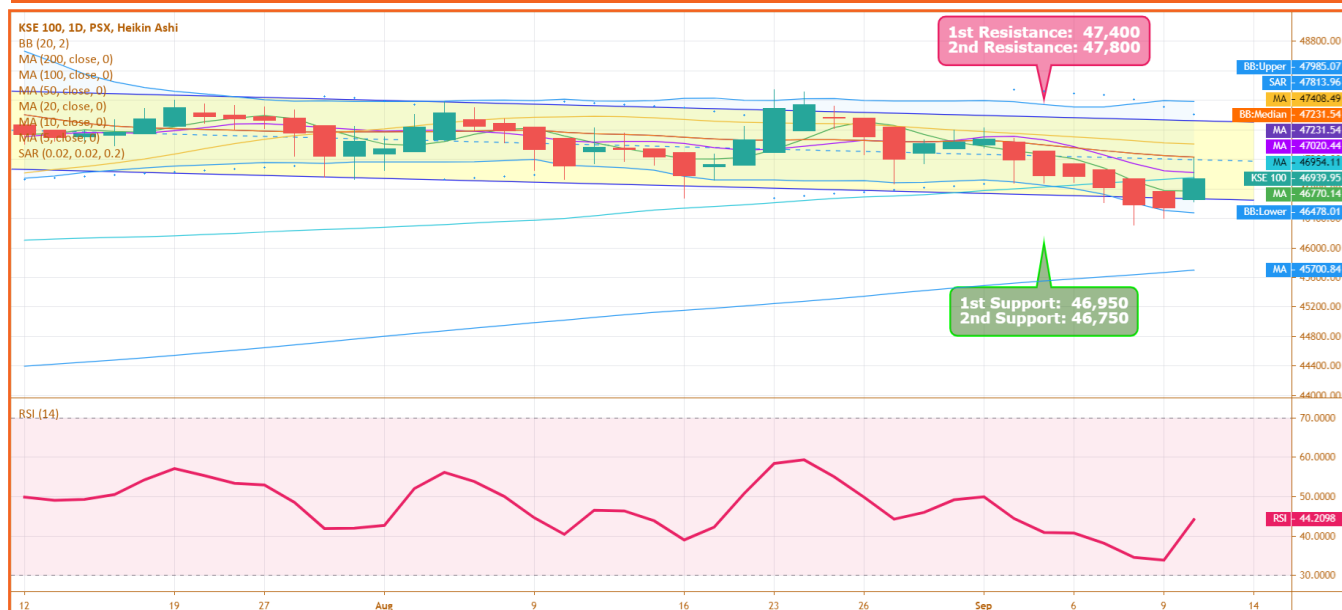 KSE 100, 1D, PSX, Heikin Ashi
BB (20, 2)
MA (200, close, 0)
MA (100, close, 0)
MA (50, close, 0)
MA (20, close, 0)
MA (10, close, 0)
MA (5, close, 0)
SAR (0.02, 0.02, 0.2)
1st Resistance: 47,400
2nd Resistance: 47,800
1st Support: 46,950
2nd Support: 46,750
48800.00
BB:Upper 47985.07
SAR 47813.96
MA 47408.49
BB:Median 47231.54
MA 47231.54
MA 47020.44
MA 46954.11
KSE 100 46939.95
MA 46770.14
BB:Lower 46478.01
46000.00
MA 45700.84
45200.00
44800.00
44400.00
44000.00
RSI (14)
70.0000
60.0000
50.0000
RSI 44.2098
40.0000
30.0000
12 19 27 Aug 9 16 23 26 Sep 6 9 14